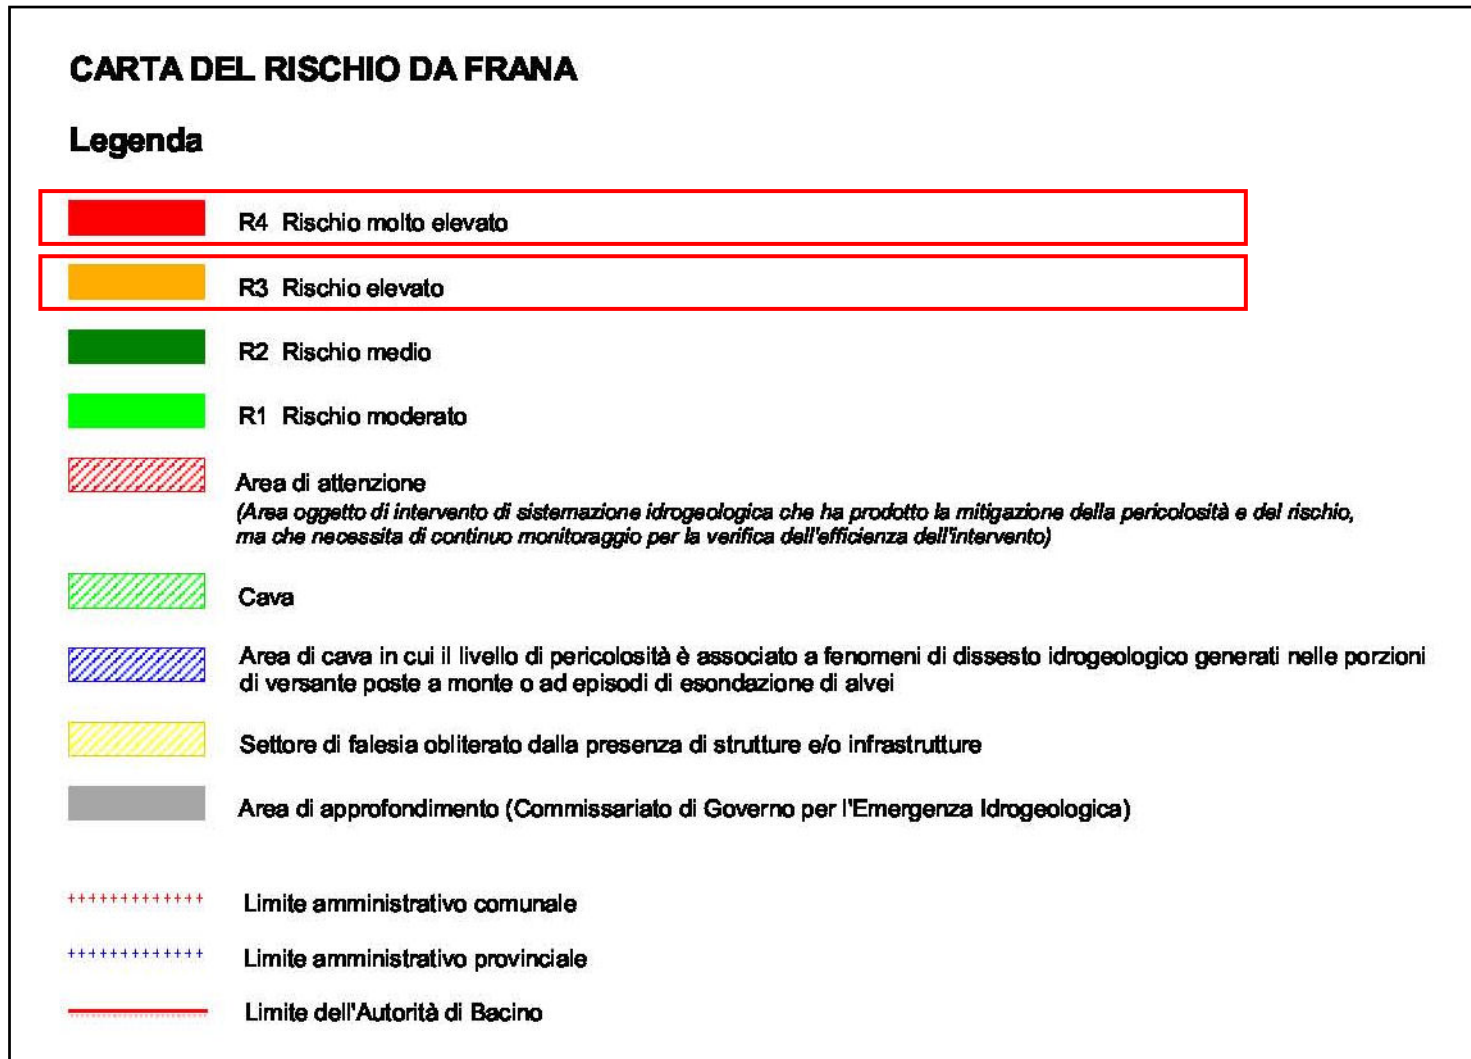 CARTA DEL RISCHIO DA FRANA
Legenda
R4 Rischio molto elevato
R3 Rischio elevato
R2 Rischio medio
R1 Rischio moderato
Area di attenzione
(Area oggetto di intervento di sistemazione idrogeologica che ha prodotto la mitigazione della pericolosità e del rischio,
ma che necessita di continuo monitoraggio per la verifica dell'efficienza dell'intervento)
Cava
Area di cava in cui il livello di pericolosità è associato a fenomeni di dissesto idrogeologico generati nelle porzioni
di versante poste a monte o ad episodi di esondazione di alvei
Settore di falesia obliterato dalla presenza di strutture e/o infrastrutture
Area di approfondimento (Commissariato di Governo per l'Emergenza Idrogeologica)
Limite amministrativo comunale
Limite amministrativo provinciale
Limite dell'Autorità di Bacino